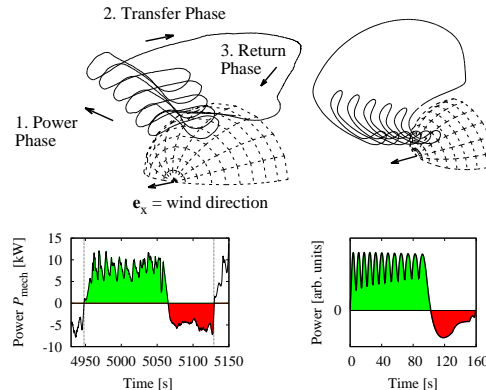 2. Transfer Phase
3. Return
Phase
1. Power
Phase
e_x = wind direction
Power P_mech [kW]
15
10
5
0
-5
-10
4950 5000 5050 5100 5150
Time [s]
Power [arb. units]
0
0 40 80 120 160
Time [s]